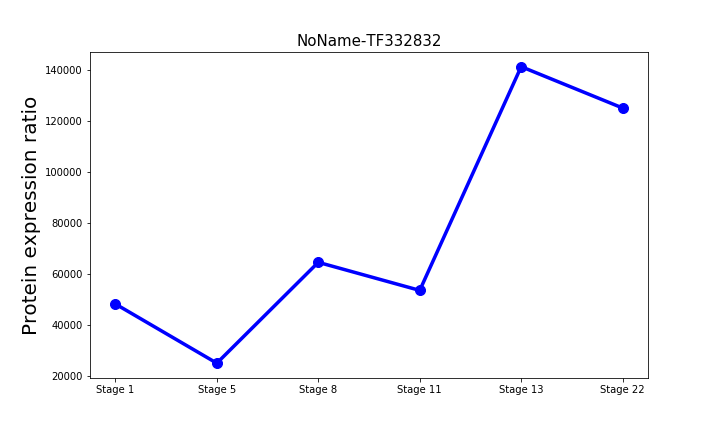 NoName-TF332832
Protein expression ratio
140000
120000
100000
80000
60000
40000
20000
Stage 1 Stage 5 Stage 8 Stage 11 Stage 13 Stage 22